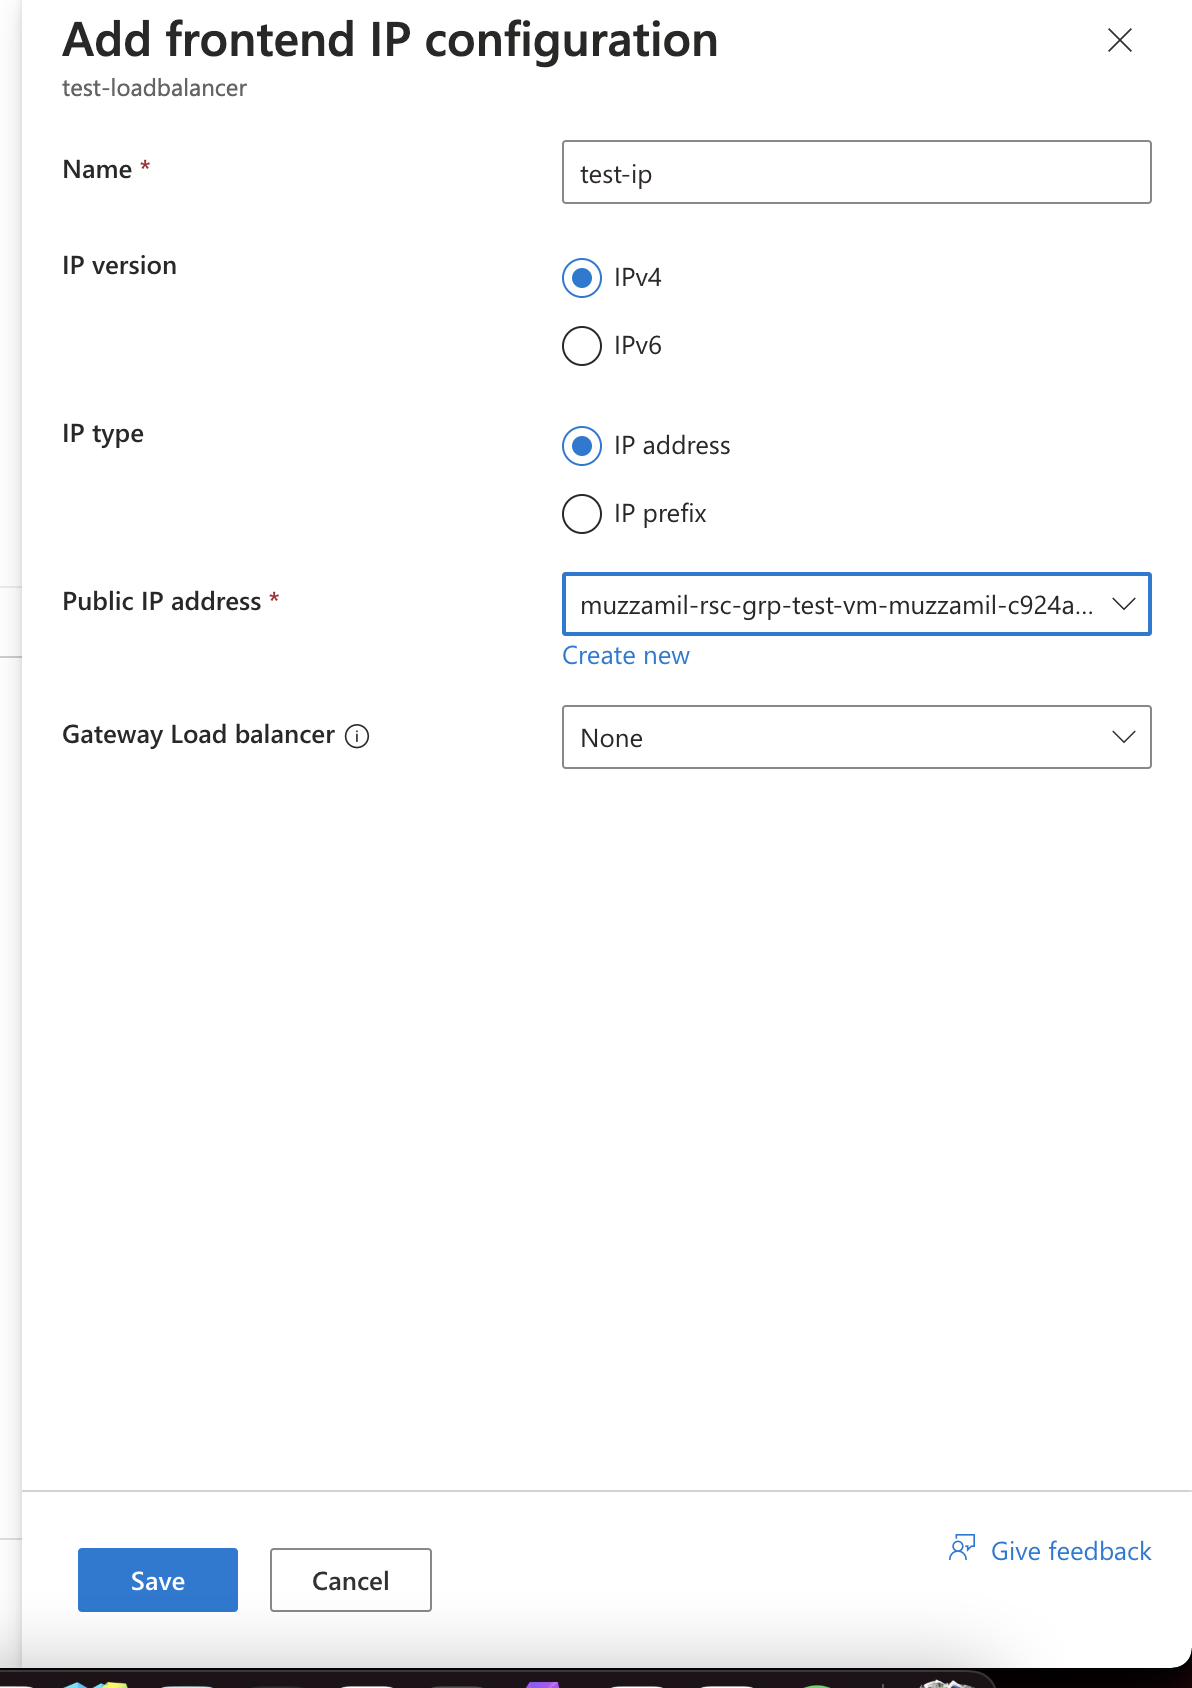 Add frontend IP configuration
test-loadbalancer
Name *
test-ip
IP version
IPv4
IPv6
IP type
IP address
IP prefix
Public IP address *
muzzamil-rsc-grp-test-vm-muzzamil-c924a...
Create new
Gateway Load balancer
None
Save
Cancel
Give feedback